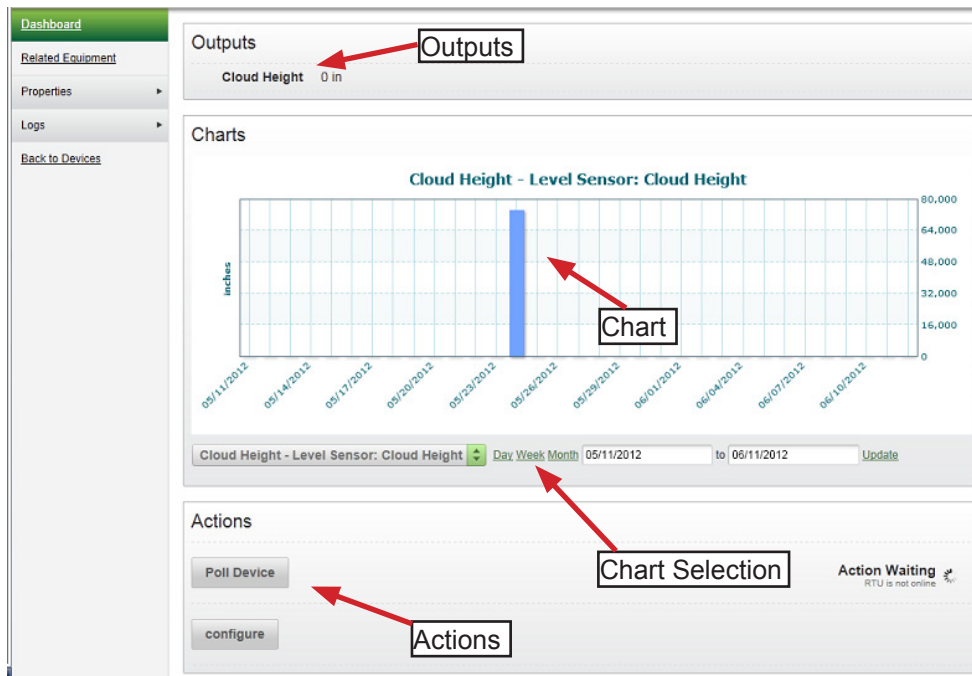 Dashboard
Related Equipment
Properties
Logs
Back to Devices
Outputs
Outputs
Cloud Height 0 in
Charts
Cloud Height - Level Sensor: Cloud Height
80,000
64,000
48,000
32,000
16,000
0
inches
Chart
05/11/2012
05/14/2012
05/17/2012
05/20/2012
05/23/2012
05/26/2012
05/29/2012
06/01/2012
06/04/2012
06/07/2012
06/10/2012
Cloud Height - Level Sensor: Cloud Height Day Week Month 05/11/2012 to 06/11/2012 Update
Actions
Poll Device
Chart Selection
Action Waiting
RTU is not online
configure
Actions